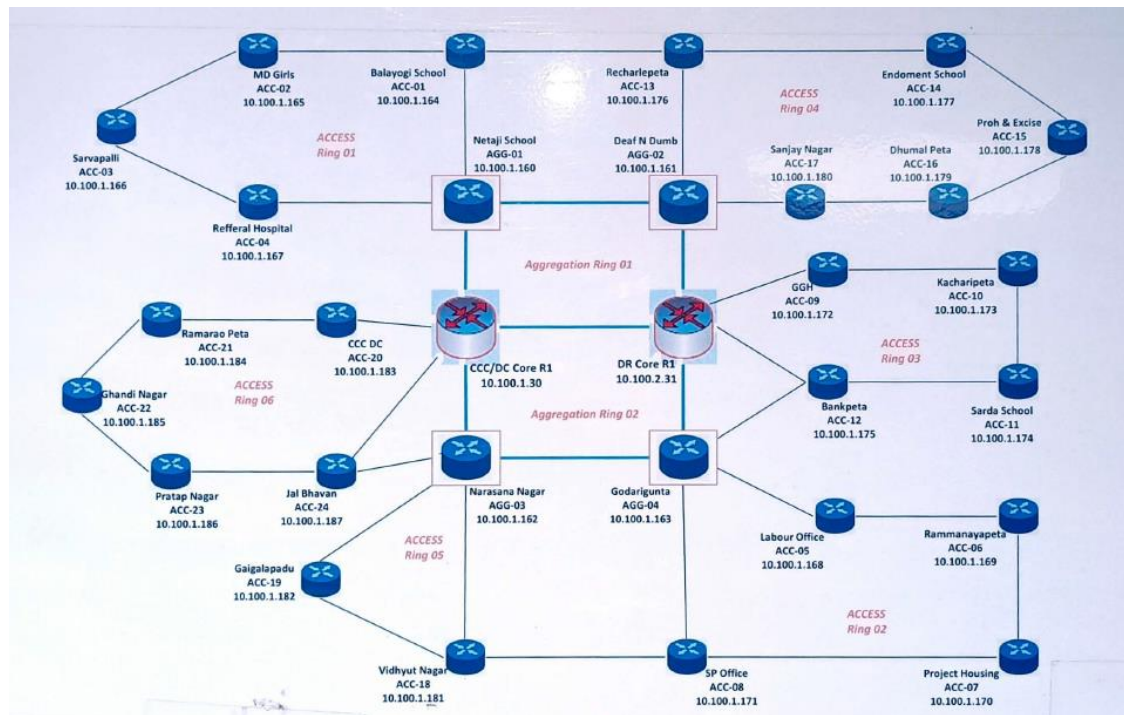 MD Girls
ACC-02
10.100.1.165
Balayogi School
ACC-01
10.100.1.164
Recharlepeta
ACC-13
10.100.1.176
Endoment School
ACC-14
10.100.1.177
ACCESS
Ring 04
ACCESS
Ring 01
Sarvapalli
ACC-03
10.100.1.166
Netaji School
AGG-01
10.100.1.160
Deaf N Dumb
AGG-02
10.100.1.161
Sanjay Nagar
ACC-17
10.100.1.180
Dhumal Peta
ACC-16
10.100.1.179
Proh & Excise
ACC-15
10.100.1.178
Refferal Hospital
ACC-04
10.100.1.167
Aggregation Ring 01
GGH
ACC-09
10.100.1.172
Kacharipeta
ACC-10
10.100.1.173
Ramarao Peta
ACC-21
10.100.1.184
CCC DC
ACC-20
10.100.1.183
CCC/DC Core R1
10.100.1.30
DR Core R1
10.100.2.31
ACCESS
Ring 03
ACCESS
Ring 06
Ghandi Nagar
ACC-22
10.100.1.185
Aggregation Ring 02
Bankpeta
ACC-12
10.100.1.175
Sarda School
ACC-11
10.100.1.174
Pratap Nagar
ACC-23
10.100.1.186
Jal Bhavan
ACC-24
10.100.1.187
Narasana Nagar
AGG-03
10.100.1.162
Godarigunta
AGG-04
10.100.1.163
Labour Office
ACC-05
10.100.1.168
Rammanayapeta
ACC-06
10.100.1.169
ACCESS
Ring 05
Gaigalapadu
ACC-19
10.100.1.182
ACCESS
Ring 02
Vidhyut Nagar
ACC-18
10.100.1.181
SP Office
ACC-08
10.100.1.171
Project Housing
ACC-07
10.100.1.170